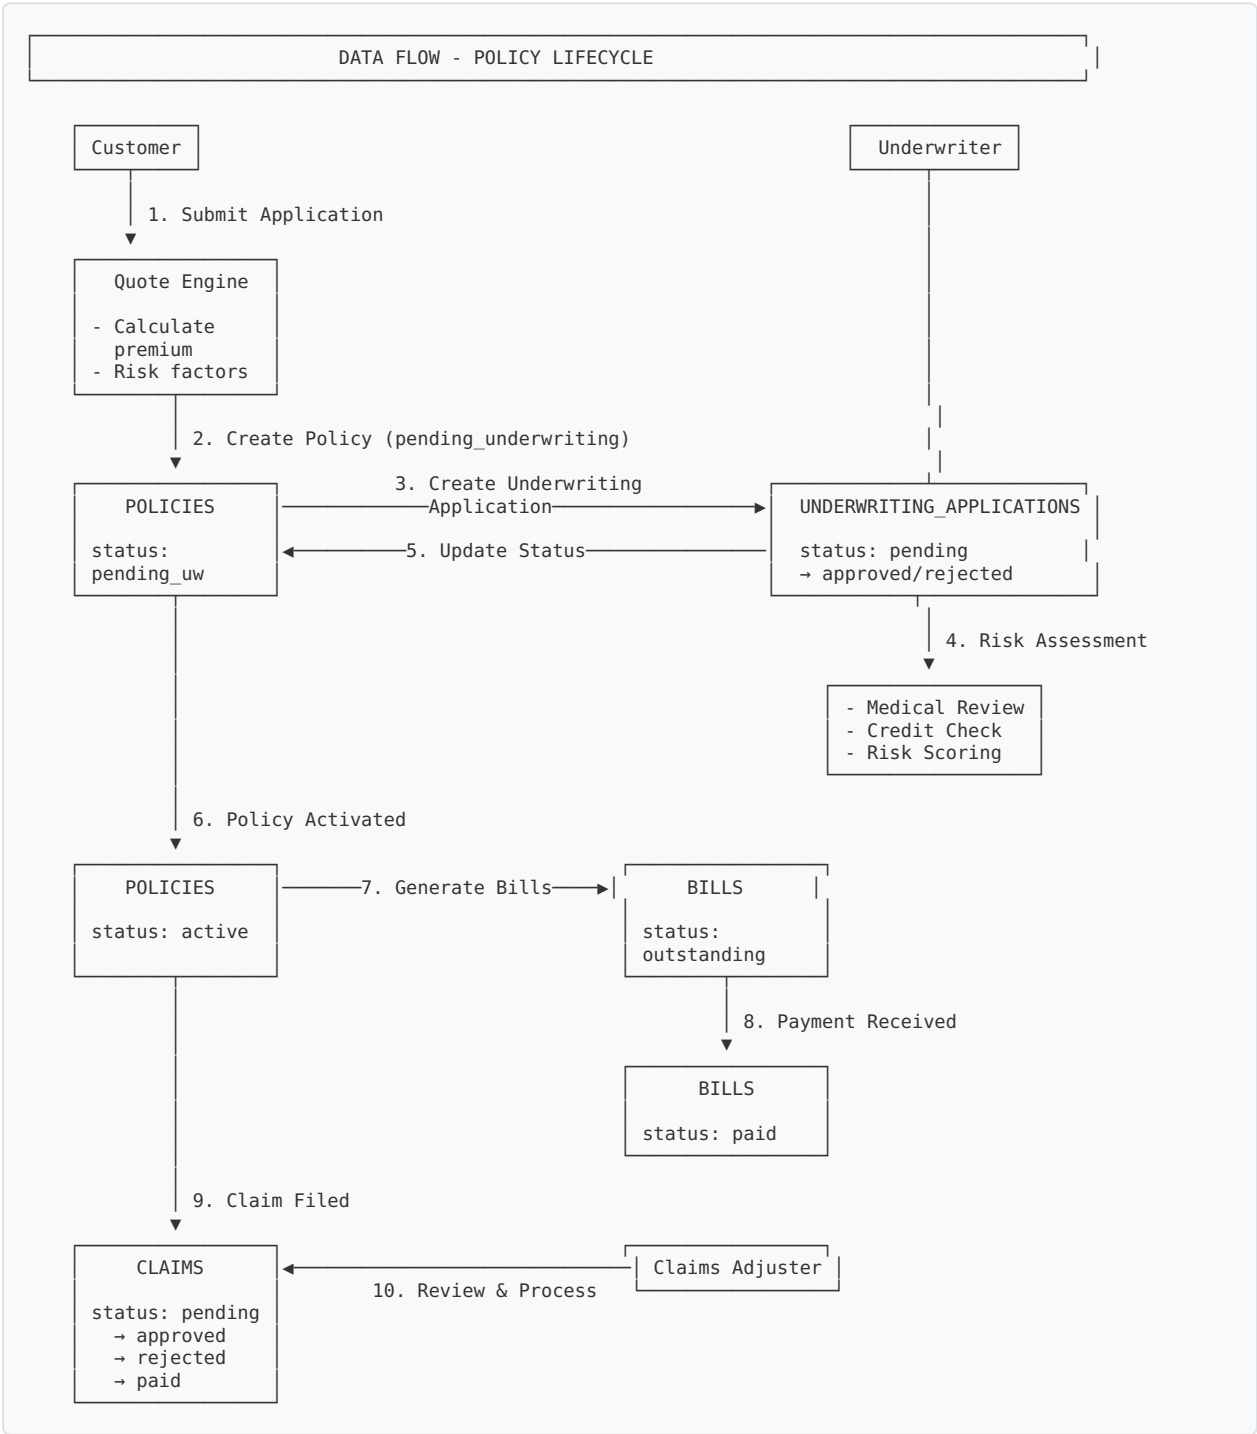 DATA FLOW - POLICY LIFECYCLE
Customer
Underwriter
1. Submit Application
Quote Engine
- Calculate
premium
- Risk factors
2. Create Policy (pending_underwriting)
3. Create Underwriting
Application
POLICIES
status:
pending_uw
5. Update Status
UNDERWRITING_APPLICATIONS
status: pending
→ approved/rejected
4. Risk Assessment
- Medical Review
- Credit Check
- Risk Scoring
6. Policy Activated
POLICIES
status: active
7. Generate Bills
BILLS
status:
outstanding
8. Payment Received
BILLS
status: paid
9. Claim Filed
CLAIMS
status: pending
→ approved
→ rejected
→ paid
Claims Adjuster
10. Review & Process